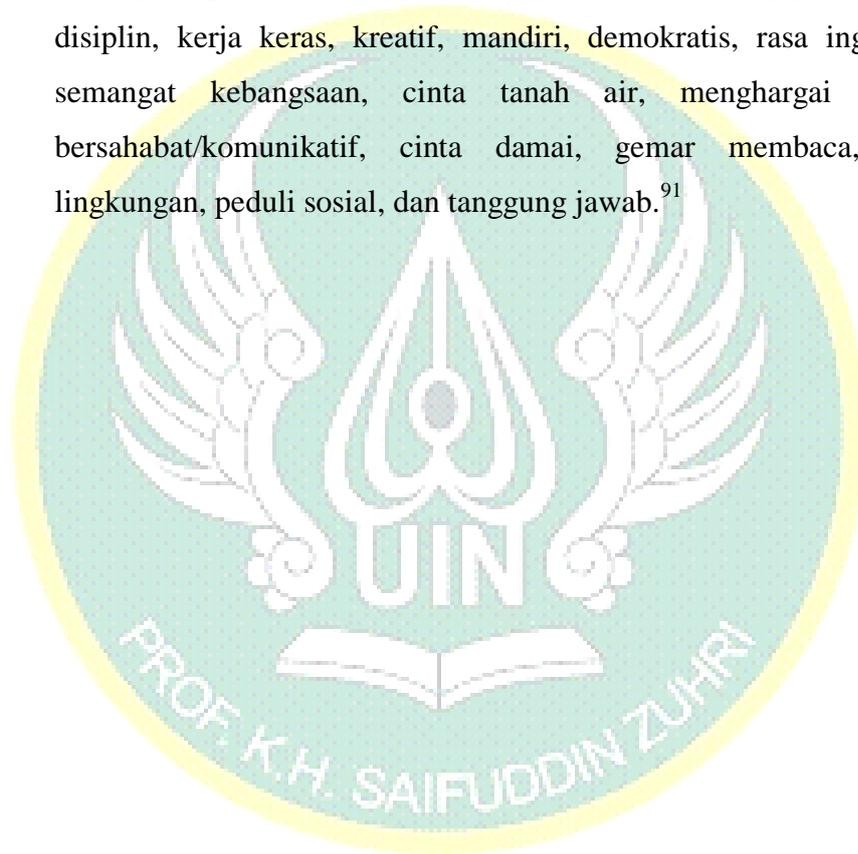 disiplin, kerja keras, kreatif, mandiri, demokratis, rasa ing
semangat kebangsaan, cinta tanah air, menghargai
bersahabat/komunikatif, cinta damai, gemar membaca,
lingkungan, peduli sosial, dan tanggung jawab.91
UIN
PROF. K.H. SAIFUDDIN ZUHRI